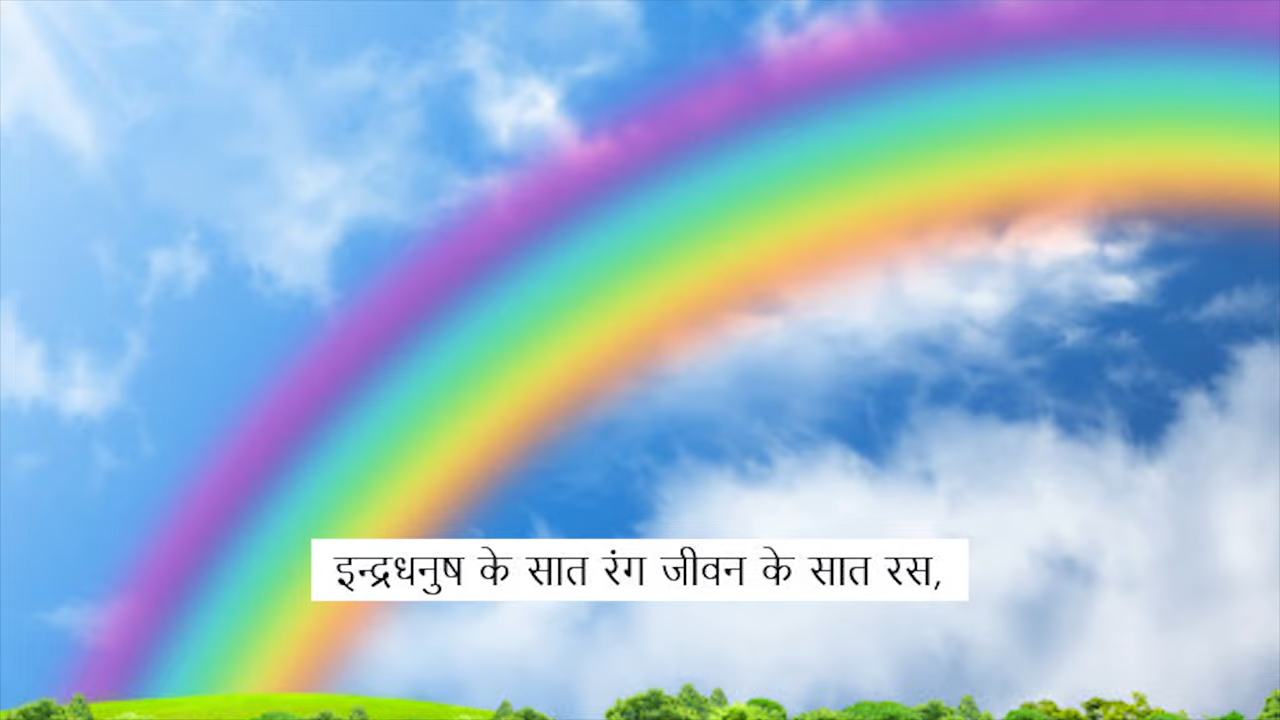 इन्द्रधनुष के सात रंग जीवन के सात रस,